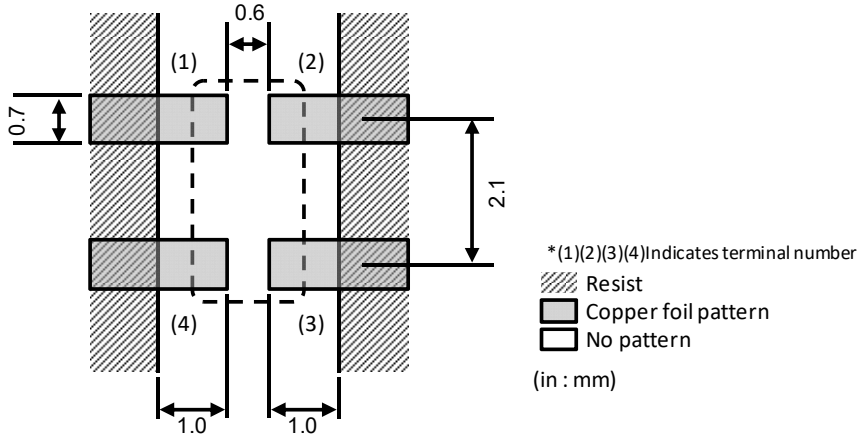 0.6
(1)
(2)
0.7
2.1
(4)
(3)
1.0
1.0
*(1)(2)(3)(4)Indicates terminal number
Resist
Copper foil pattern
No pattern
(in : mm)